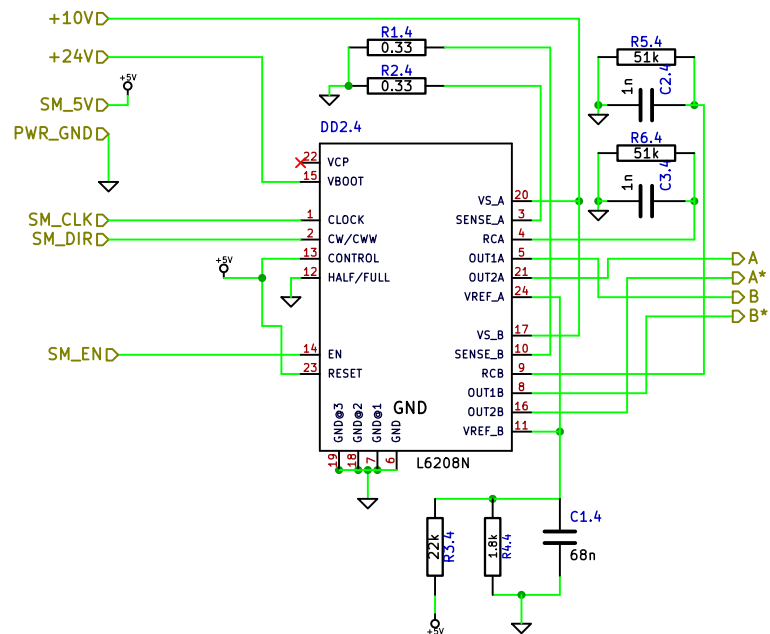 +10V
R1.4
0.33
R5.4
51k
+24V
+5V
1n
C2.4
R2.4
0.33
SM_5V
PWR_GND
DD2.4
R6.4
51k
22 VCP
1n
C3.4
15 VBOOT
VS_A 20
SM_CLK
1 CLOCK
SENSE_A 3
SM_DIR
2 CW/CWW
RCA 4
+5V
13 CONTROL
OUT1A 5
A
12 HALF/FULL
OUT2A 21
A*
VREF_A 24
B
B*
VS_B 17
SM_EN
14 EN
SENSE_B 10
23 RESET
RCB 9
OUT1B 8
GND
OUT2B 16
VREF_B 11
GND@3
GND@2
GND@1
GND
19
18
7
6
L6208N
C1.4
68n
22k
R3.4
1.8k
R4.4
+5V